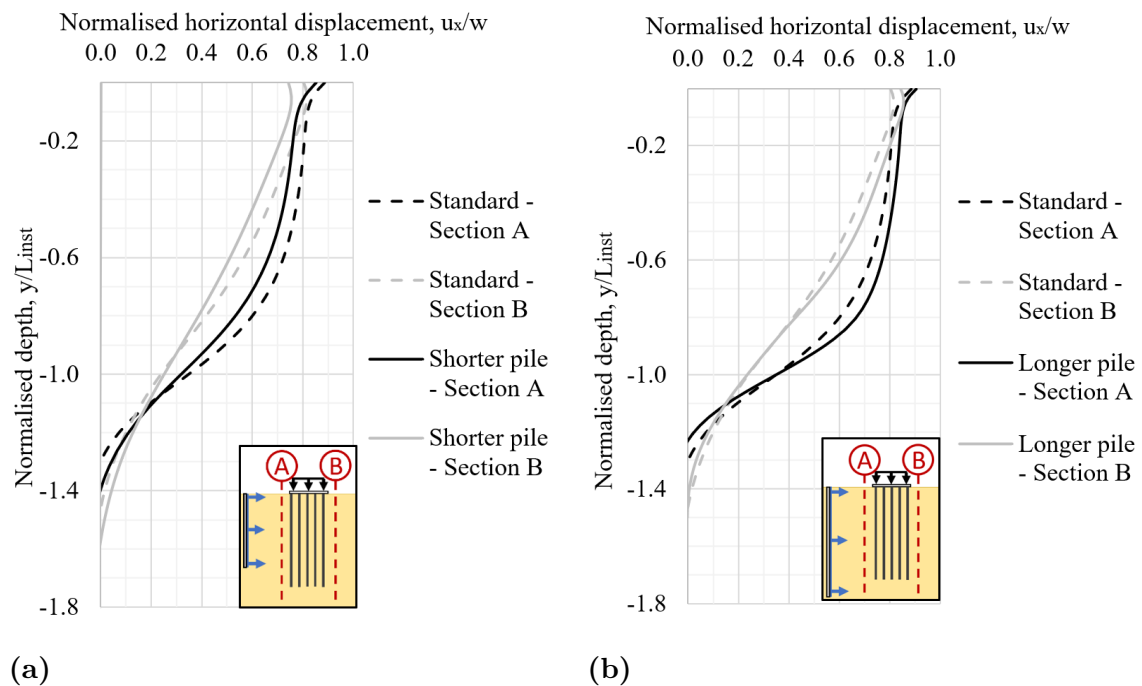 Normalised horizontal displacement, uₓ/w
0.0 0.2 0.4 0.6 0.8 1.0
Normalised depth, y/L_inst
-0.2
-0.6
-1.0
-1.4
-1.8
Standard -
Section A
Standard -
Section B
Shorter pile
- Section A
Shorter pile
- Section B
A B
(a)
Normalised horizontal displacement, uₓ/w
0.0 0.2 0.4 0.6 0.8 1.0
Normalised depth, y/L_inst
-0.2
-0.6
-1.0
-1.4
-1.8
Standard -
Section A
Standard -
Section B
Longer pile
- Section A
Longer pile
- Section B
A B
(b)